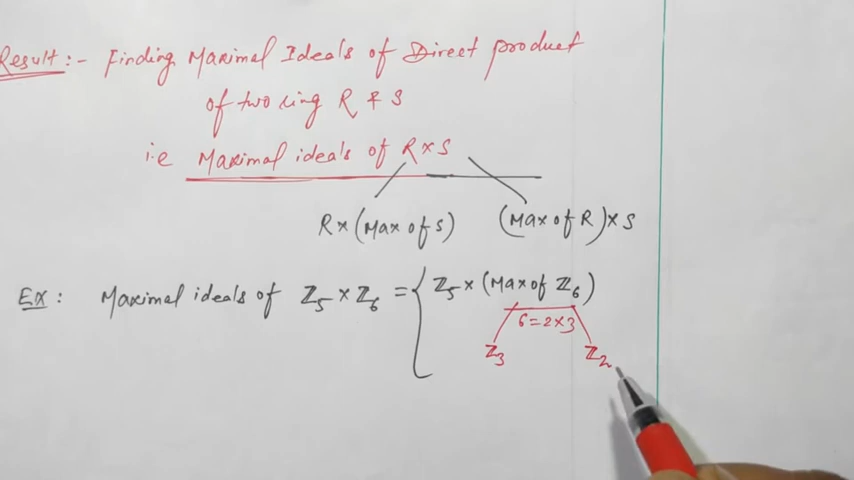 Result:- Finding Maximal Ideals of Direct product
of two ring R & S
i.e Maximal ideals of R×S
R×(Max of S) (Max of R)×S
Ex: Maximal ideals of ℤ₅×ℤ₆ = { ℤ₅×(Max of ℤ₆)
6=2×3
ℤ₃ ℤ₂